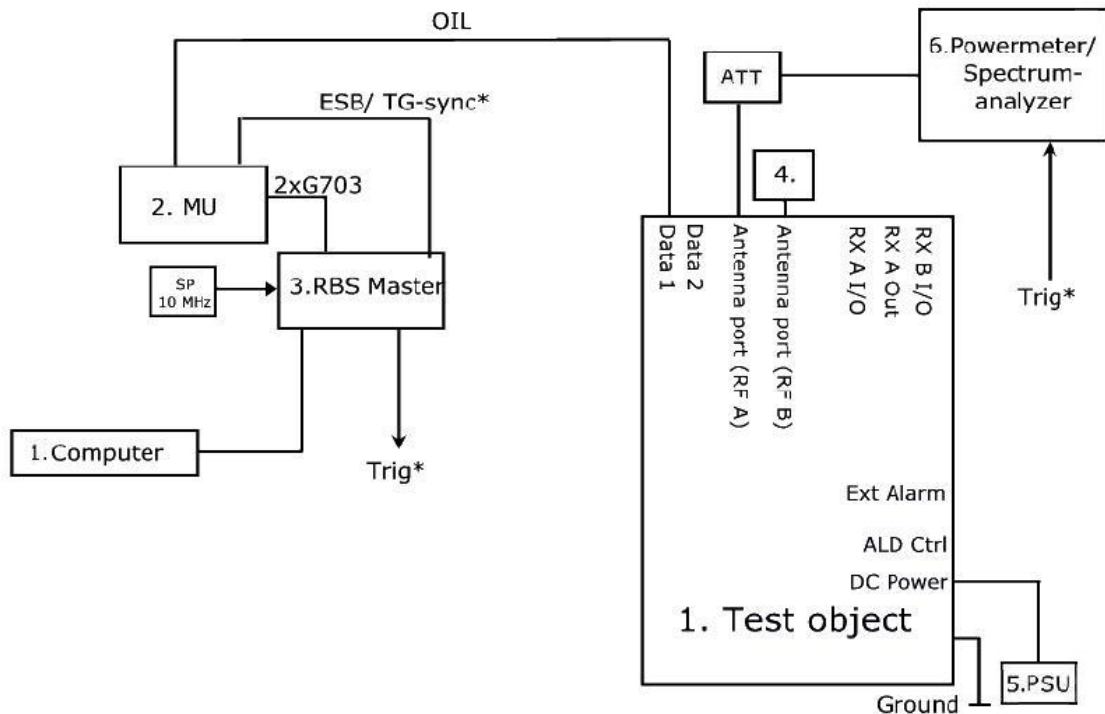 OIL
ESB/ TG-sync*
ATT
6.Powermeter/
Spectrum-
analyzer
4.
2. MU
2xG703
SP
10 MHz
3.RBS Master
Trig*
1.Computer
Trig*
Data 1
Data 2
Antenna port (RF A)
Antenna port (RF B)
RX A I/O
RX A Out
RX B I/O
Ext Alarm
ALD Ctrl
DC Power
1. Test object
5.PSU
Ground